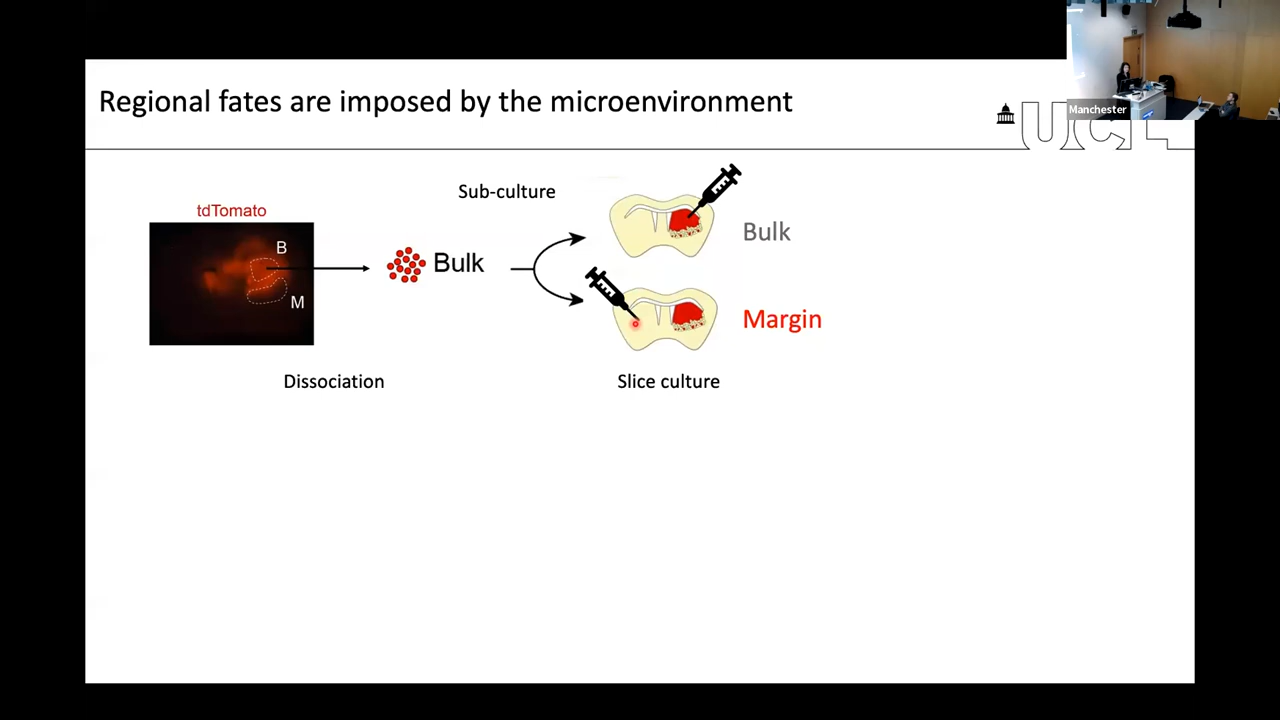 Regional fates are imposed by the microenvironment
UCL
Manchester
tdTomato
B
M
Bulk
Sub-culture
Bulk
Margin
Dissociation
Slice culture